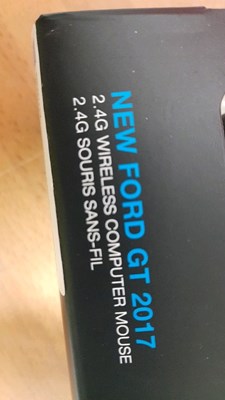 NEW FORD GT 2017
2.4G WIRELESS COMPUTER MOUSE
2.4G SOURIS SANS-FIL